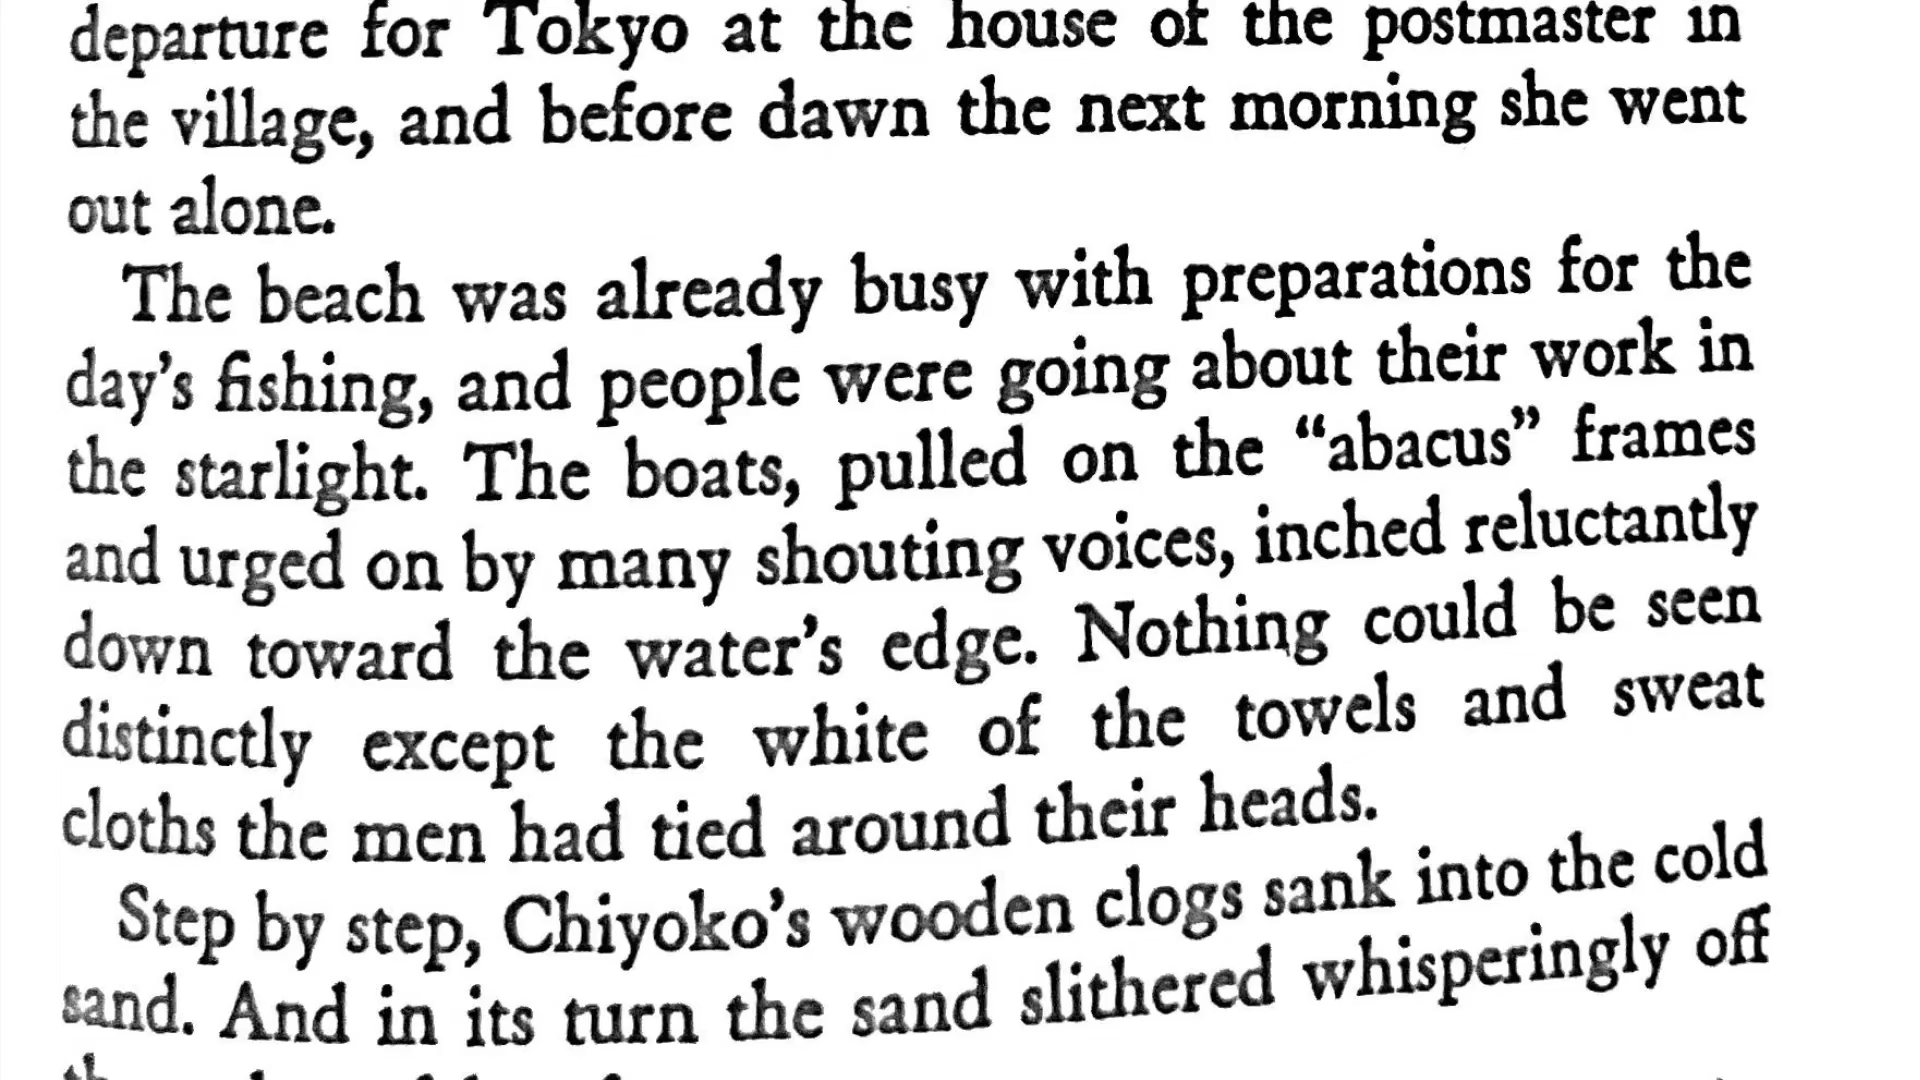 departure for Tokyo at the house of the postmaster in
the village, and before dawn the next morning she went
out alone.
The beach was already busy with preparations for the
day's fishing, and people were going about their work in
the starlight. The boats, pulled on the “abacus” frames
and urged on by many shouting voices, inched reluctantly
down toward the water's edge. Nothing could be seen
distinctly except the white of the towels and sweat
cloths the men had tied around their heads.
Step by step, Chiyoko's wooden clogs sank into the cold
sand. And in its turn the sand slithered whisperingly off